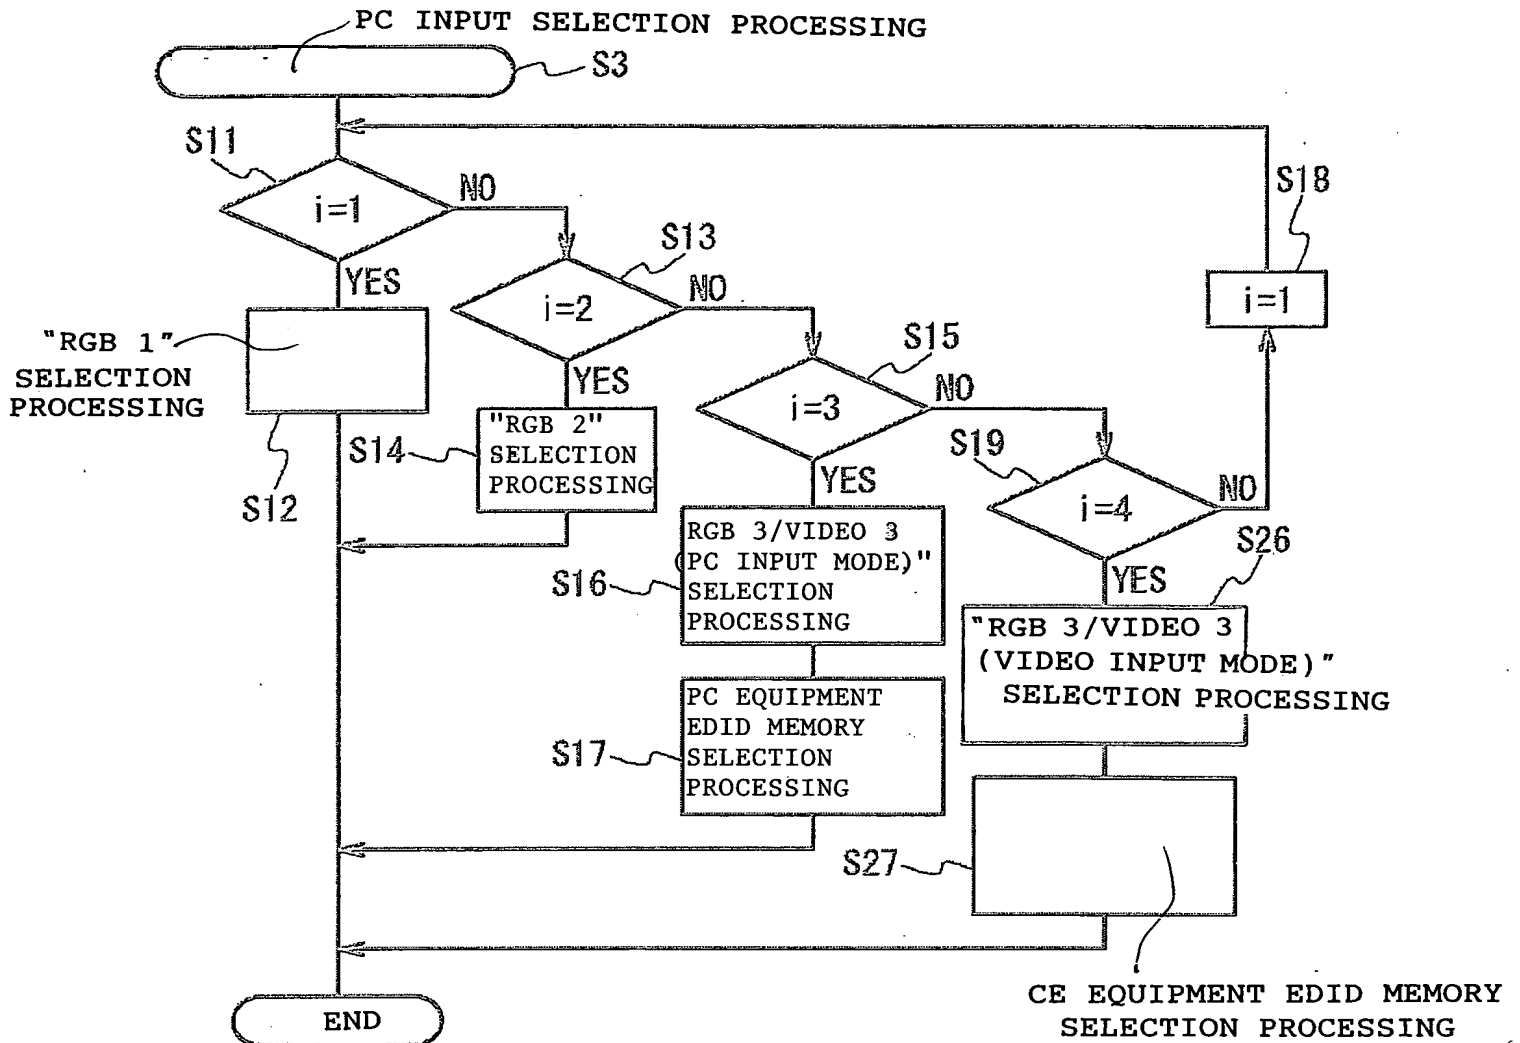 PC INPUT SELECTION PROCESSING
S3
S11
i=1
NO
YES
S18
i=1
S13
i=2
NO
YES
"RGB 1"
SELECTION
PROCESSING
S12
S15
i=3
NO
YES
S14
"RGB 2"
SELECTION
PROCESSING
S19
i=4
NO
YES
S16
RGB 3/VIDEO 3
(PC INPUT MODE)"
SELECTION
PROCESSING
S26
"RGB 3/VIDEO 3
(VIDEO INPUT MODE)"
SELECTION PROCESSING
S17
PC EQUIPMENT
EDID MEMORY
SELECTION
PROCESSING
S27
CE EQUIPMENT EDID MEMORY
SELECTION PROCESSING
END